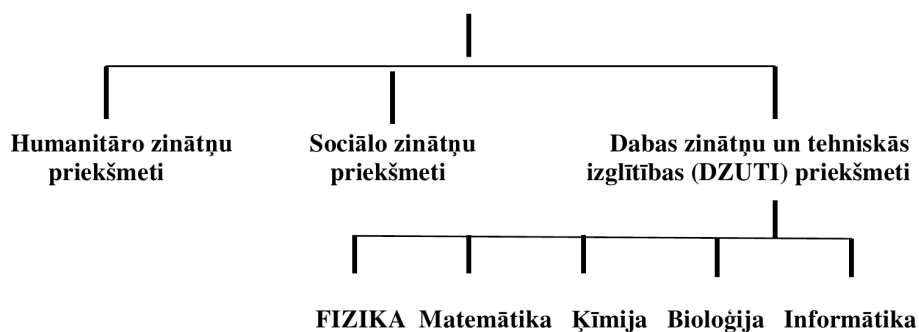 Humanitāro zinātņu
priekšmeti
Sociālo zinātņu
priekšmeti
Dabas zinātņu un tehniskās
izglītības (DZUTI) priekšmeti
FIZIKA Matemātika Ķīmija Bioloģija Informātika